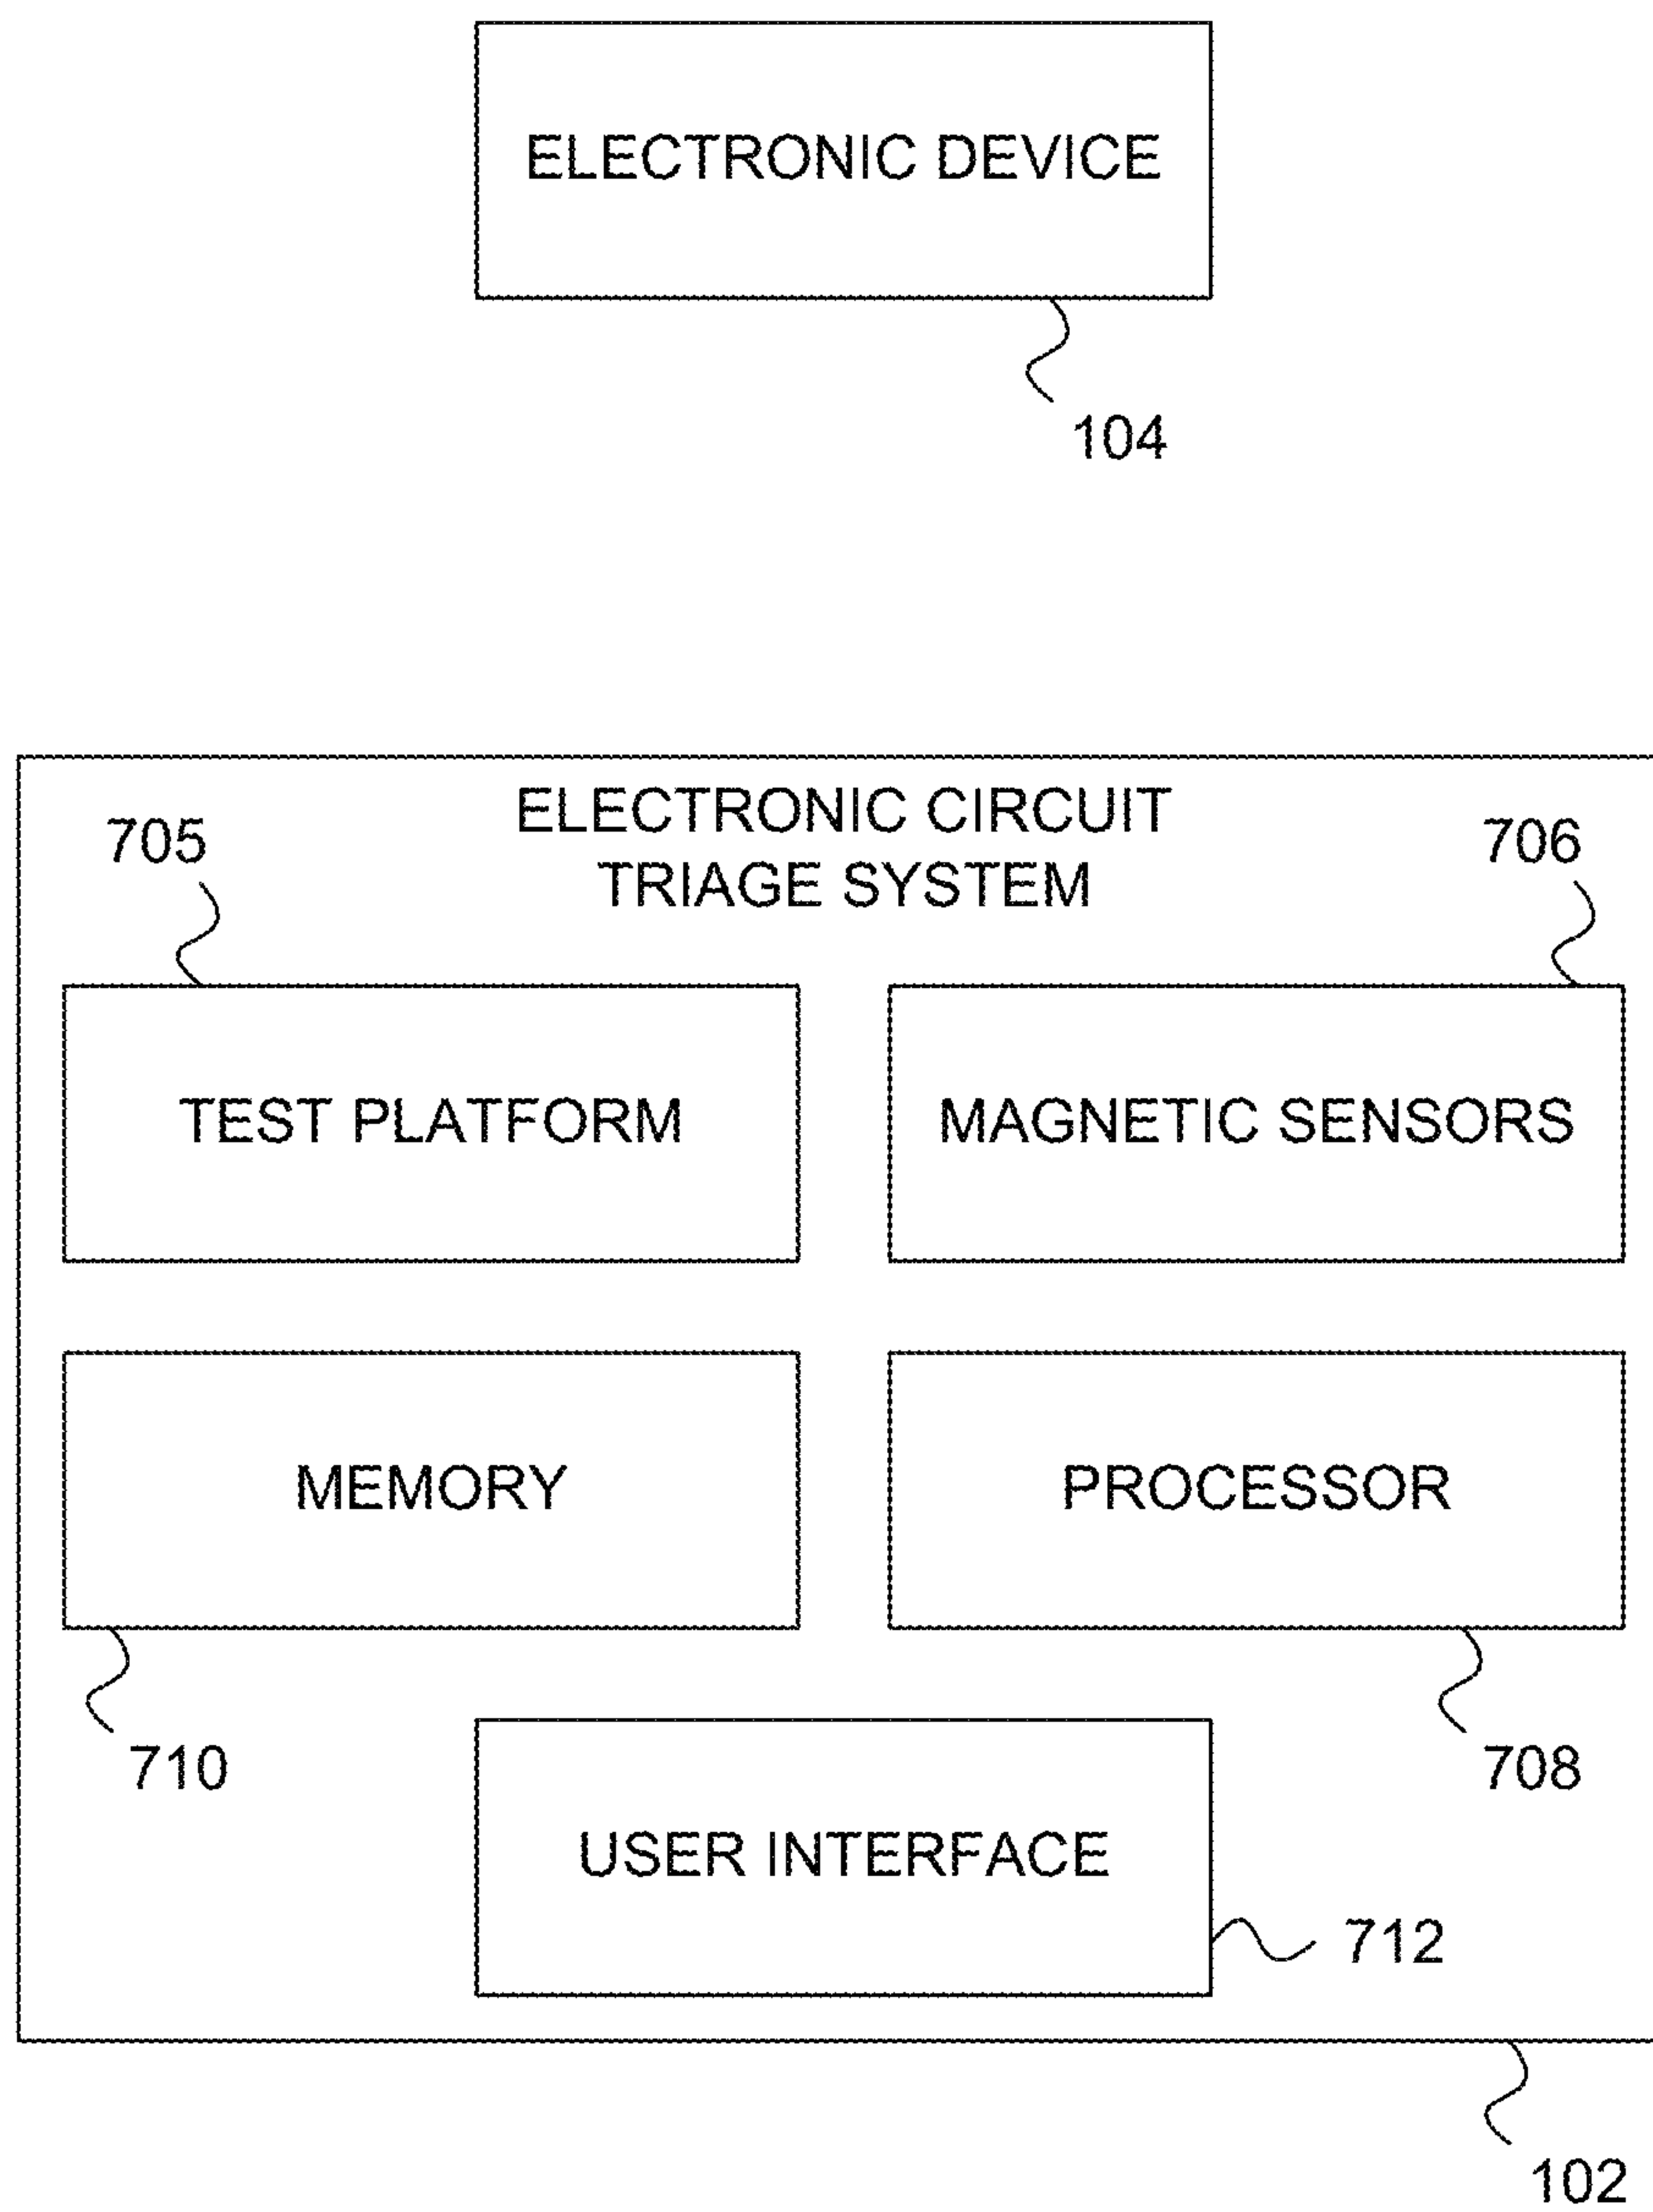 ELECTRONIC DEVICE
104
ELECTRONIC CIRCUIT
TRIAGE SYSTEM
705
706
TEST PLATFORM
MAGNETIC SENSORS
MEMORY
PROCESSOR
710
708
USER INTERFACE
712
102